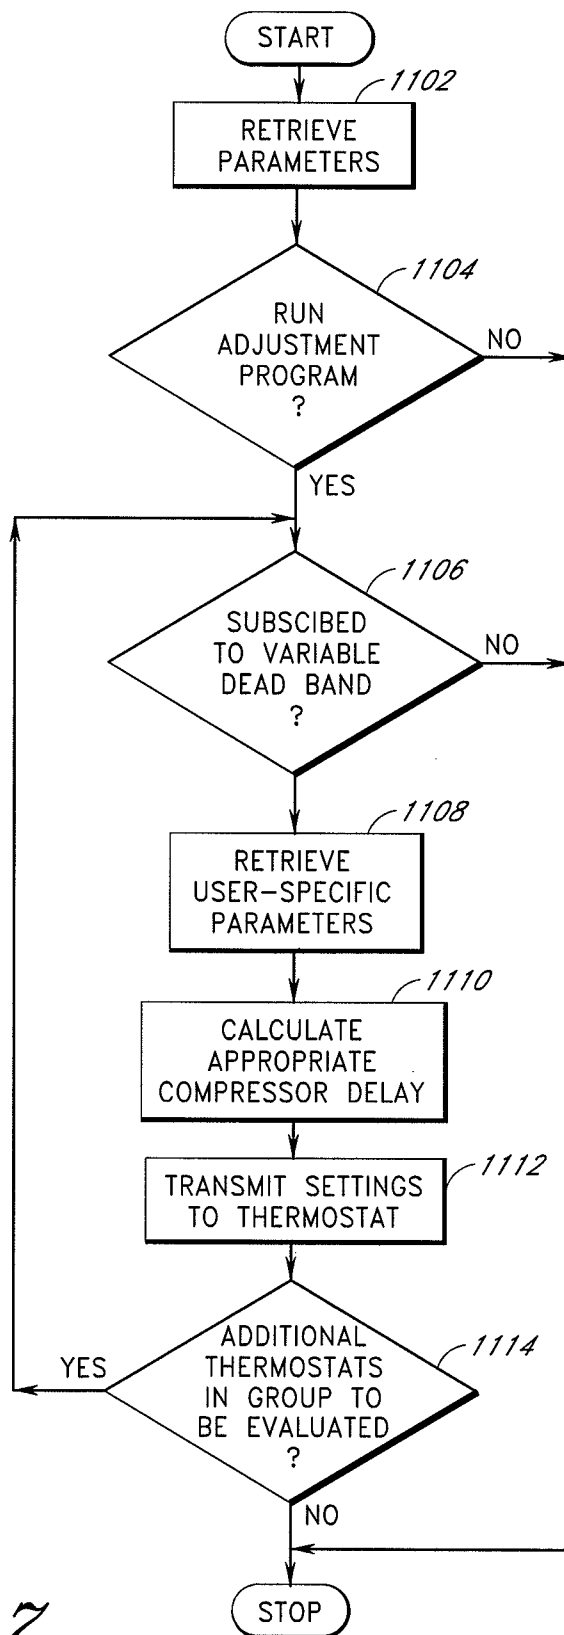 START
1102
RETRIEVE
PARAMETERS
1104
RUN
ADJUSTMENT
PROGRAM
?
NO
YES
1106
SUBSCIBED
TO VARIABLE
DEAD BAND
?
NO
1108
RETRIEVE
USER-SPECIFIC
PARAMETERS
1110
CALCULATE
APPROPRIATE
COMPRESSOR DELAY
1112
TRANSMIT SETTINGS
TO THERMOSTAT
1114
ADDITIONAL
THERMOSTATS
IN GROUP TO
BE EVALUATED
?
YES
NO
STOP
7